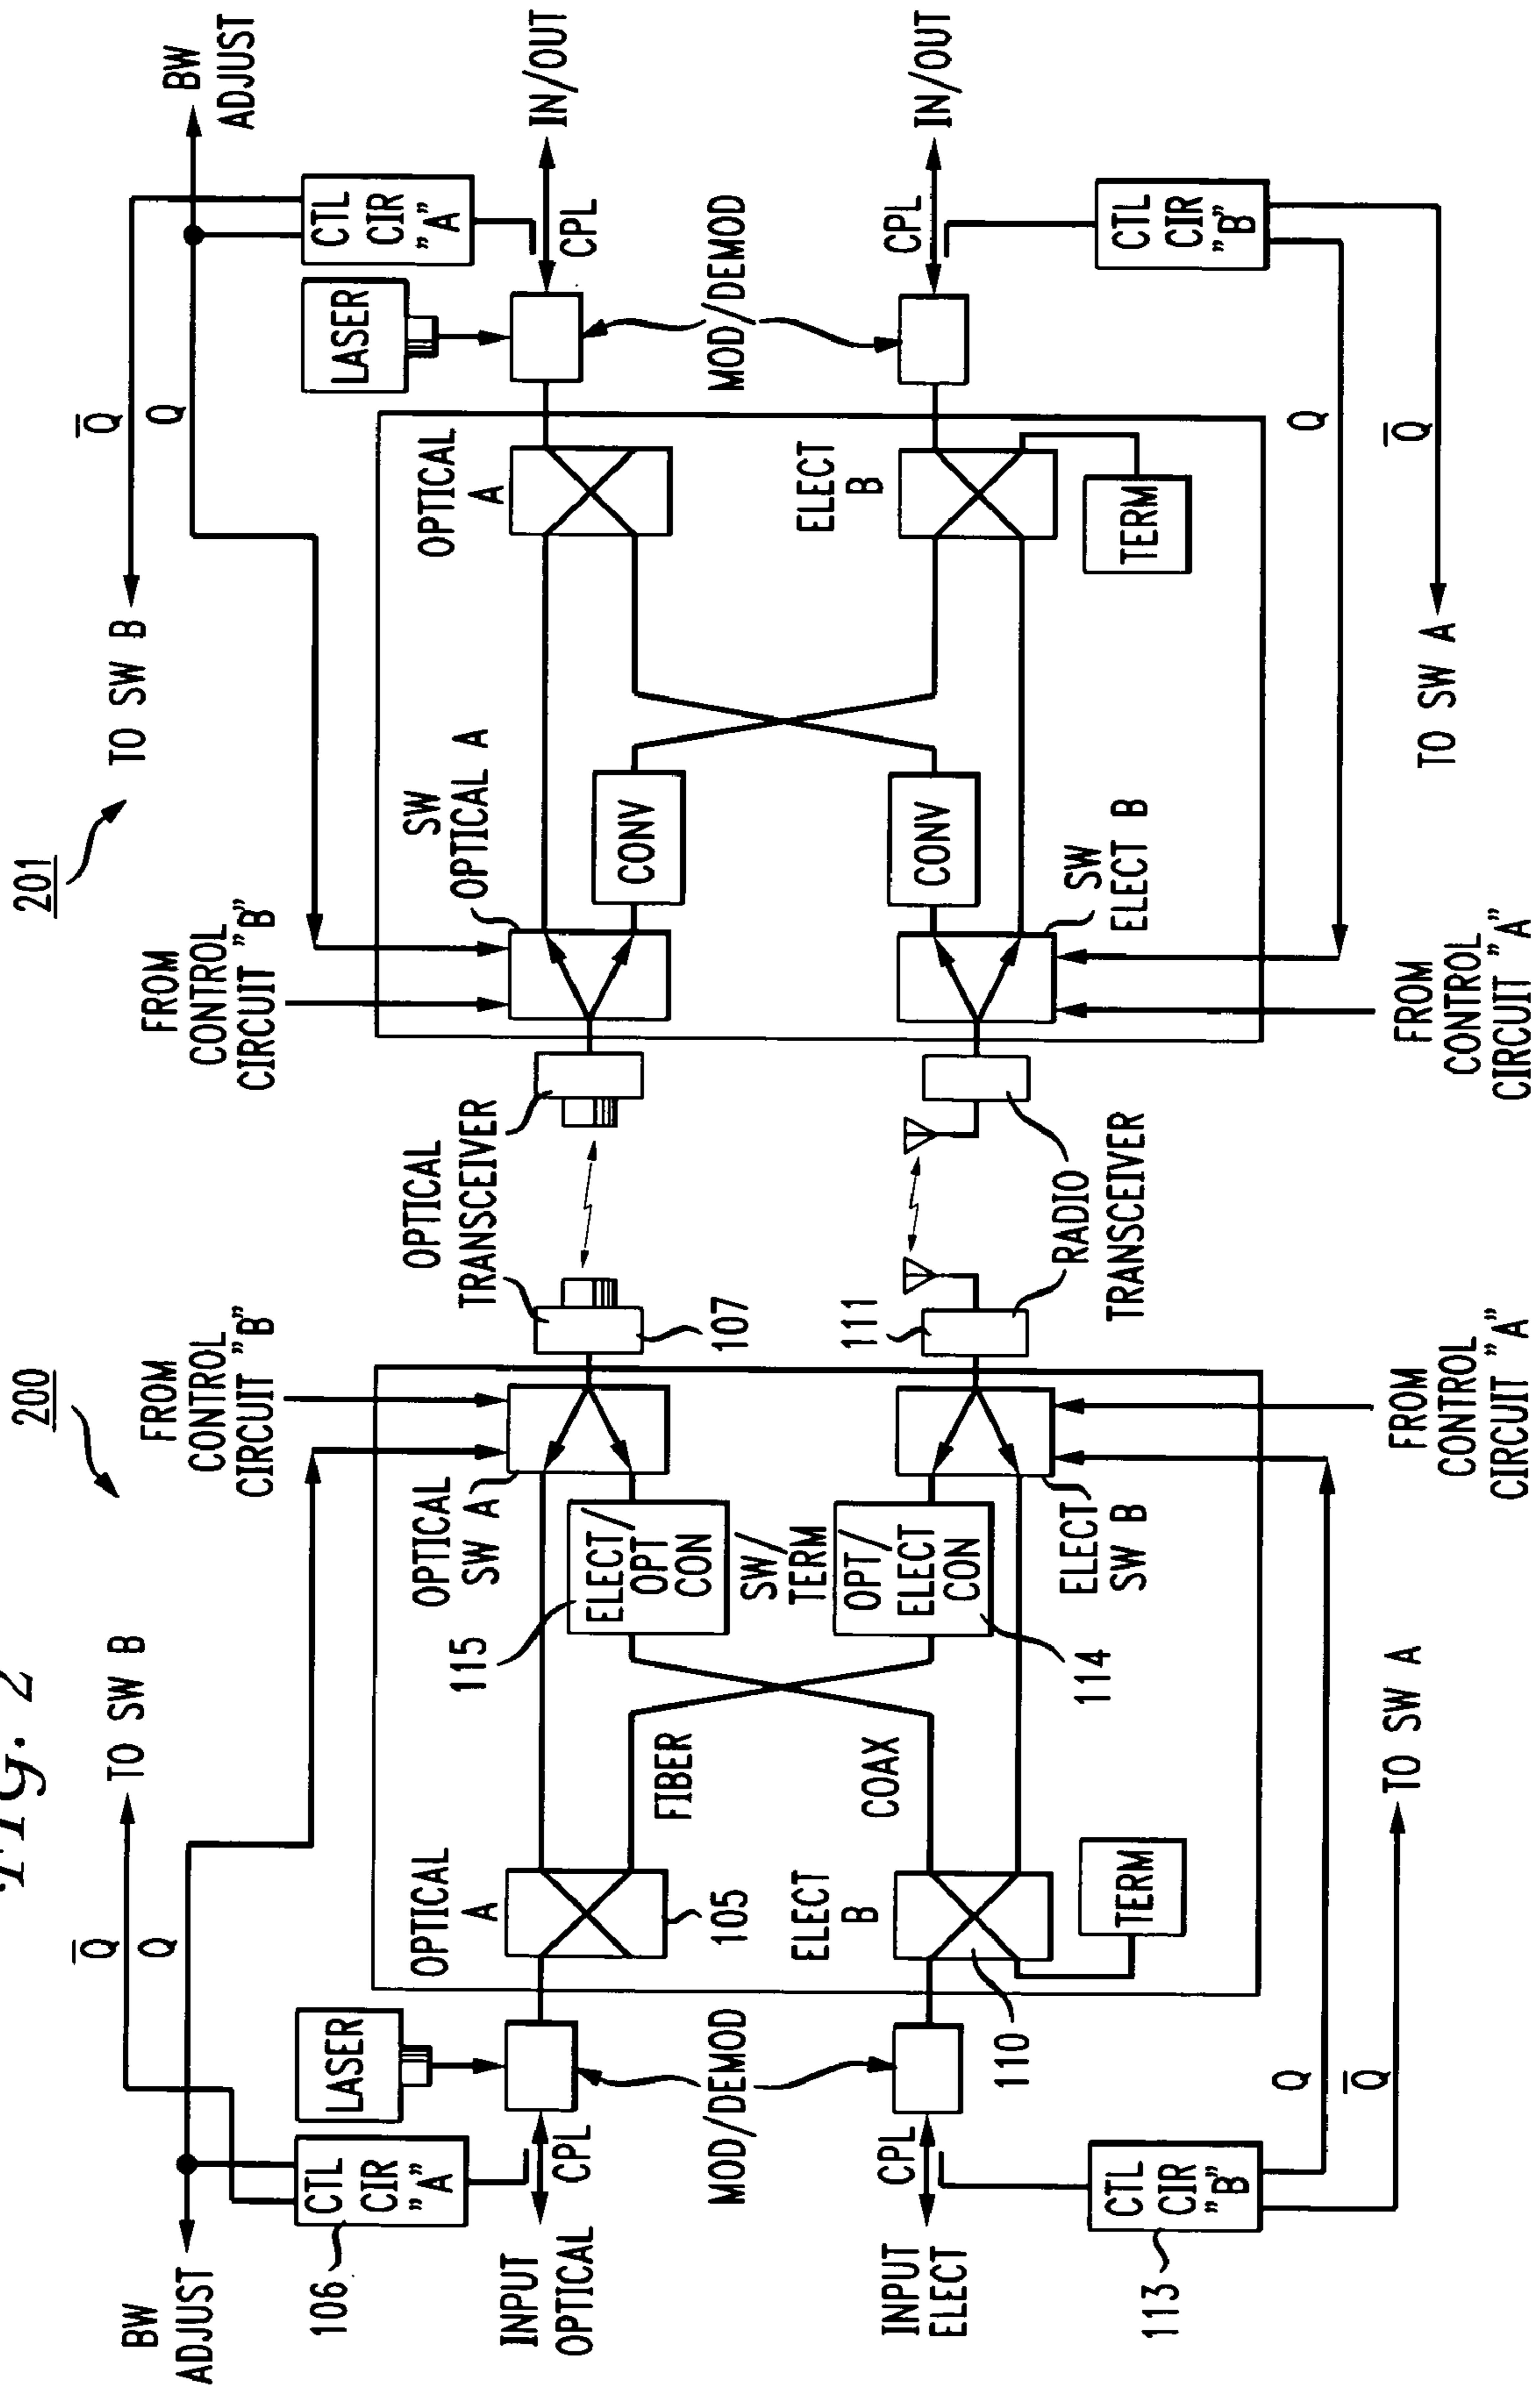 FIG. 2
200
201
BW
ADJUST
Q̅
Q
TO SW B
FROM
CONTROL
CIRCUIT "B"
FROM
CONTROL
CIRCUIT "B"
TO SW B
Q̅
Q
BW
ADJUST
CTL
CIR
"A"
106
LASER
OPTICAL
A
105
OPTICAL
SW A
OPTICAL
TRANSCEIVER
107
SW
OPTICAL A
OPTICAL
A
LASER
CTL
CIR
"A"
INPUT
OPTICAL
CPL
FIBER
115
ELECT/
OPT
CON
SW/
TERM
CONV
CPL
IN/OUT
MOD/DEMOD
MOD/DEMOD
INPUT
ELECT
CPL
ELECT
B
110
COAX
OPT/
ELECT
CON
114
ELECT
SW B
111
RADIO
TRANSCEIVER
CONV
SW
ELECT B
ELECT
B
CPL
IN/OUT
CTL
CIR
"B"
113
TERM
TERM
CTL
CIR
"B"
Q
Q̅
TO SW A
FROM
CONTROL
CIRCUIT "A"
FROM
CONTROL
CIRCUIT "A"
TO SW A
Q
Q̅